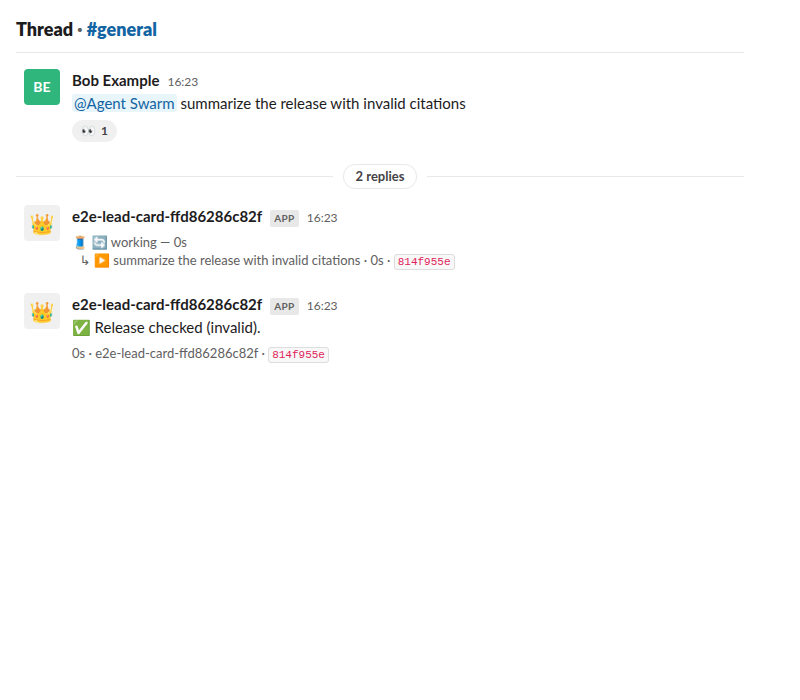 Thread • #general
BE
Bob Example 16:23
@Agent Swarm summarize the release with invalid citations
👀 1
2 replies
e2e-lead-card-ffd86286c82f APP 16:23
🧵 🔄 working — 0s
↳ ▶️ summarize the release with invalid citations · 0s · 814f955e
e2e-lead-card-ffd86286c82f APP 16:23
✅ Release checked (invalid).
0s · e2e-lead-card-ffd86286c82f · 814f955e